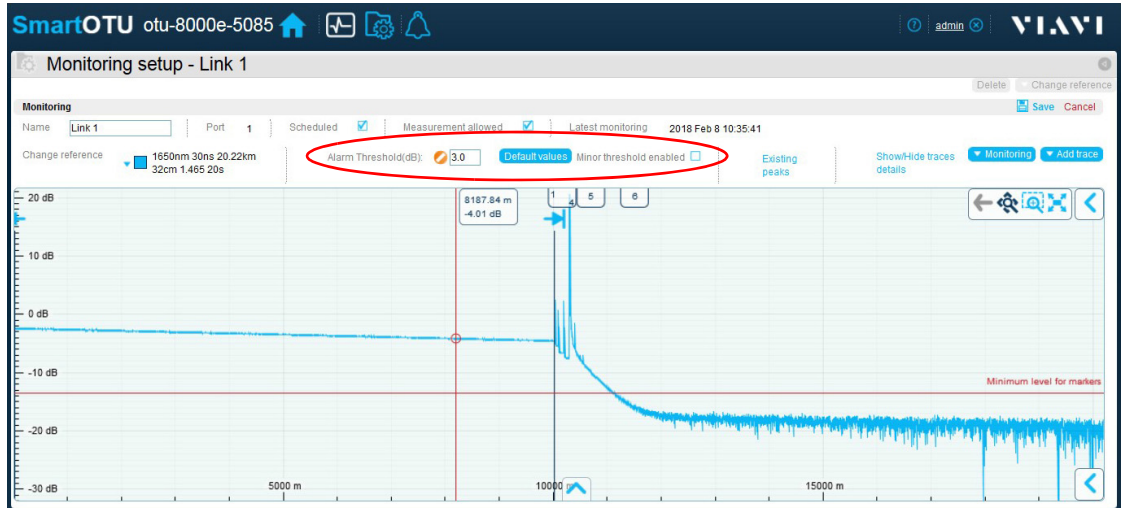 SmartOTU otu-8000e-5085 admin VIAVI
Monitoring setup - Link 1
Delete Change reference
Monitoring Save Cancel
Name Link 1 Port 1 Scheduled Measurement allowed Latest monitoring 2018 Feb 8 10:35:41
Change reference 1650nm 30ns 20.22km
32cm 1.465 20s
Alarm Threshold(dB): 3.0 Default values Minor threshold enabled
Existing
peaks
Show/Hide traces
details
Monitoring Add trace
20 dB
8187.84 m
-4.01 dB
1 4 5 6
10 dB
0 dB
-10 dB
Minimum level for markers
-20 dB
-30 dB
5000 m 10000 m 15000 m